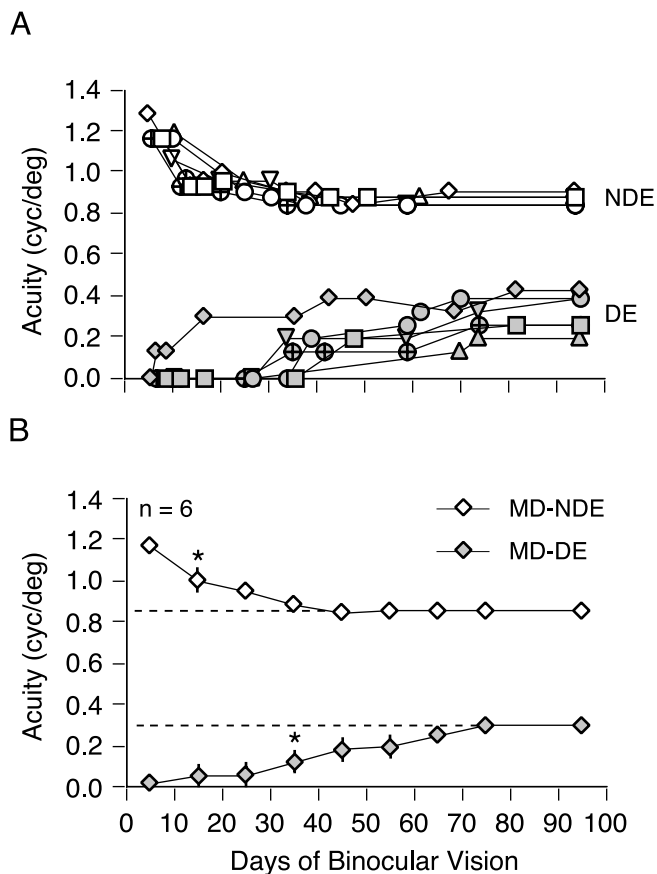 A
1.4
1.2
1.0
0.8
0.6
0.4
0.2
0.0
Acuity (cyc/deg)
NDE
DE
B
1.4
1.2
1.0
0.8
0.6
0.4
0.2
0.0
Acuity (cyc/deg)
n = 6
MD-NDE
MD-DE
*
*
0 10 20 30 40 50 60 70 80 90 100
Days of Binocular Vision